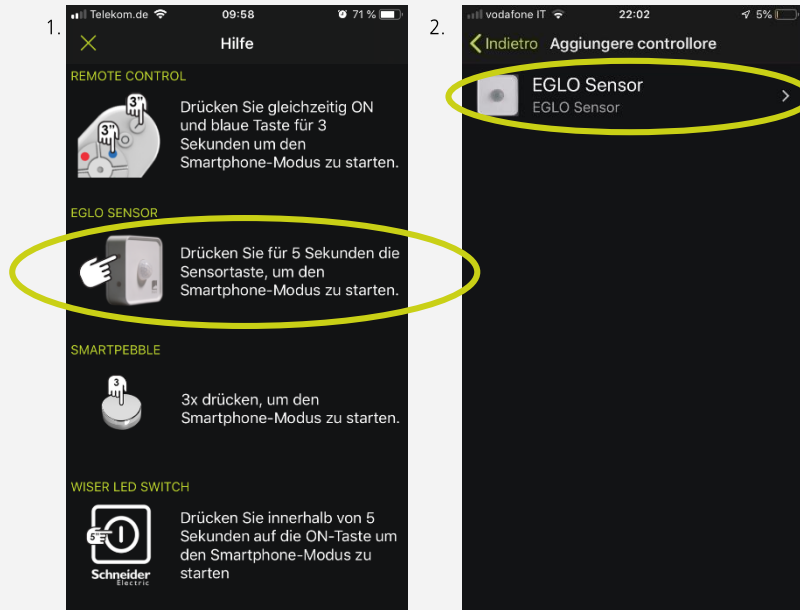 1.
Telekom.de 09:58 71 %
Hilfe
REMOTE CONTROL
3"
3"
Drücken Sie gleichzeitig ON
und blaue Taste für 3
Sekunden um den
Smartphone-Modus zu starten.
EGLO SENSOR
Drücken Sie für 5 Sekunden die
Sensortaste, um den
Smartphone-Modus zu starten.
SMARTPEBBLE
3
3x drücken, um den
Smartphone-Modus zu starten.
WISER LED SWITCH
5"
Schneider
Electric
Drücken Sie innerhalb von 5
Sekunden auf die ON-Taste um
den Smartphone-Modus zu
starten
2.
vodafone IT 22:02 5%
Indietro Aggiungere controllore
EGLO Sensor
EGLO Sensor